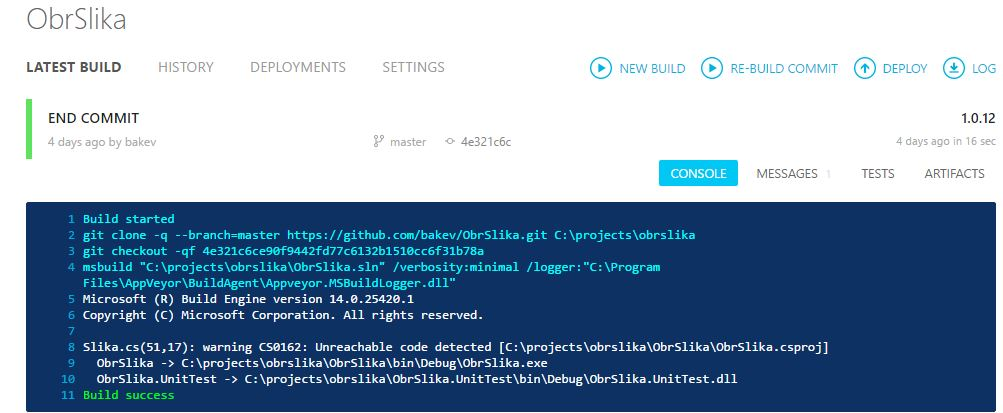 ObrSlika
LATEST BUILD HISTORY DEPLOYMENTS SETTINGS NEW BUILD RE-BUILD COMMIT DEPLOY LOG
END COMMIT 1.0.12
4 days ago by bakev master 4e321c6c 4 days ago in 16 sec
CONSOLE MESSAGES 1 TESTS ARTIFACTS
1 Build started
2 git clone -q --branch=master https://github.com/bakev/ObrSlika.git C:\projects\obrslika
3 git checkout -qf 4e321c6ce90f9442fd77c6132b1510cc6f31b78a
4 msbuild "C:\projects\obrslika\ObrSlika.sln" /verbosity:minimal /logger:"C:\Program
Files\AppVeyor\BuildAgent\Appveyor.MSBuildLogger.dll"
5 Microsoft (R) Build Engine version 14.0.25420.1
6 Copyright (C) Microsoft Corporation. All rights reserved.
7
8 Slika.cs(51,17): warning CS0162: Unreachable code detected [C:\projects\obrslika\ObrSlika\ObrSlika.csproj]
9 ObrSlika -> C:\projects\obrslika\ObrSlika\bin\Debug\ObrSlika.exe
10 ObrSlika.UnitTest -> C:\projects\obrslika\ObrSlika.UnitTest\bin\Debug\ObrSlika.UnitTest.dll
11 Build success